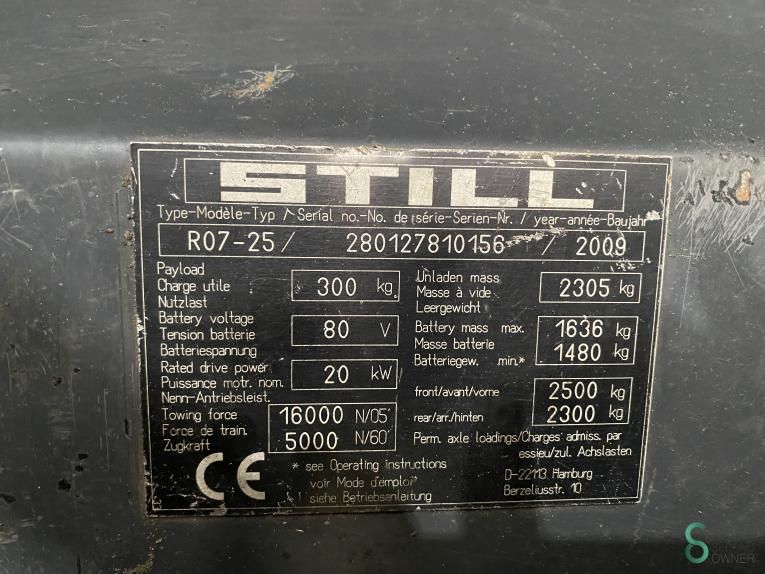 STILL
Type-Modèle-Typ / Serial no.-No. de série-Serien-Nr. / year-année-Baujahr
R07-25 / 280127810156 / 2009
Payload
Charge utile 300 kg
Nutzlast
Unladen mass
Masse à vide 2305 kg
Leergewicht
Battery voltage
Tension batterie 80 V
Batteriespannung
Battery mass max. 1636 kg
Masse batterie
Batteriegew. min.* 1480 kg
Rated drive power
Puissance motr. nom. 20 kW
Nenn-Antriebsleist.
front/avant/vorne 2500 kg
rear/arr./hinten 2300 kg
Towing force 16000 N/05'
Force de train.
Zugkraft 5000 N/60'
Perm. axle loadings/Charges admiss. par
essieu/zul. Achslasten
CE
* see Operating instructions
voir Mode d'emploi
siehe Betriebsanleitung
D-22113 Hamburg
Berzeliusstr. 10
OWNER